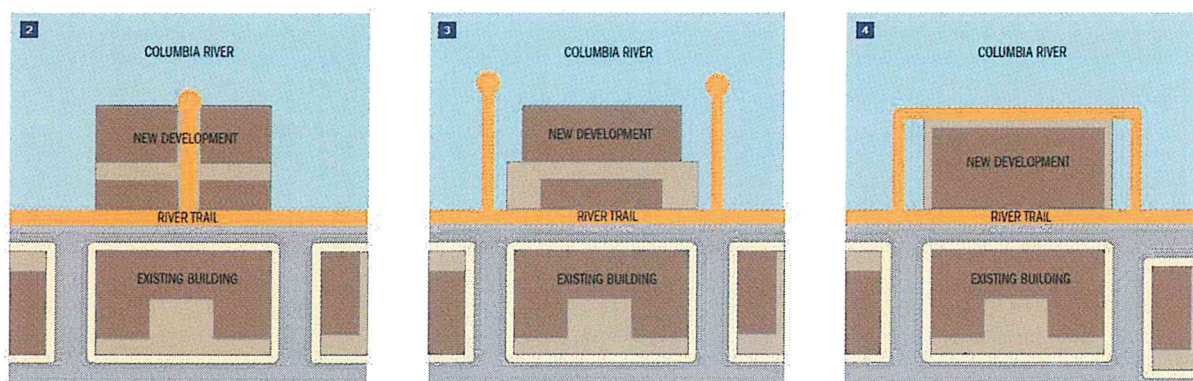 2
COLUMBIA RIVER
NEW DEVELOPMENT
RIVER TRAIL
EXISTING BUILDING
3
COLUMBIA RIVER
NEW DEVELOPMENT
RIVER TRAIL
EXISTING BUILDING
4
COLUMBIA RIVER
NEW DEVELOPMENT
RIVER TRAIL
EXISTING BUILDING